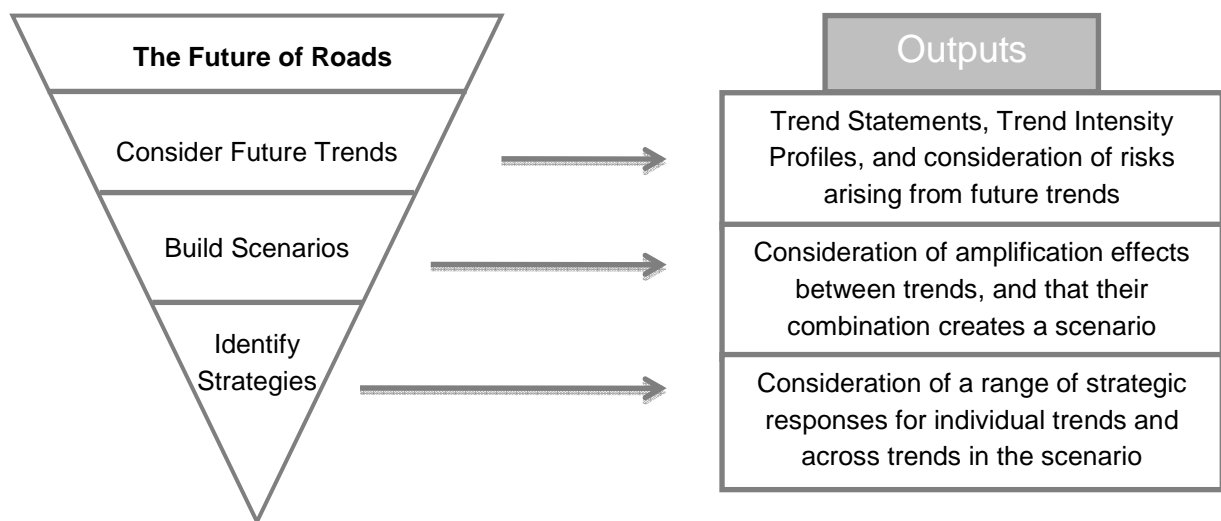 The Future of Roads
Consider Future Trends
Build Scenarios
Identify
Strategies
Outputs
Trend Statements, Trend Intensity
Profiles, and consideration of risks
arising from future trends
Consideration of amplification effects
between trends, and that their
combination creates a scenario
Consideration of a range of strategic
responses for individual trends and
across trends in the scenario